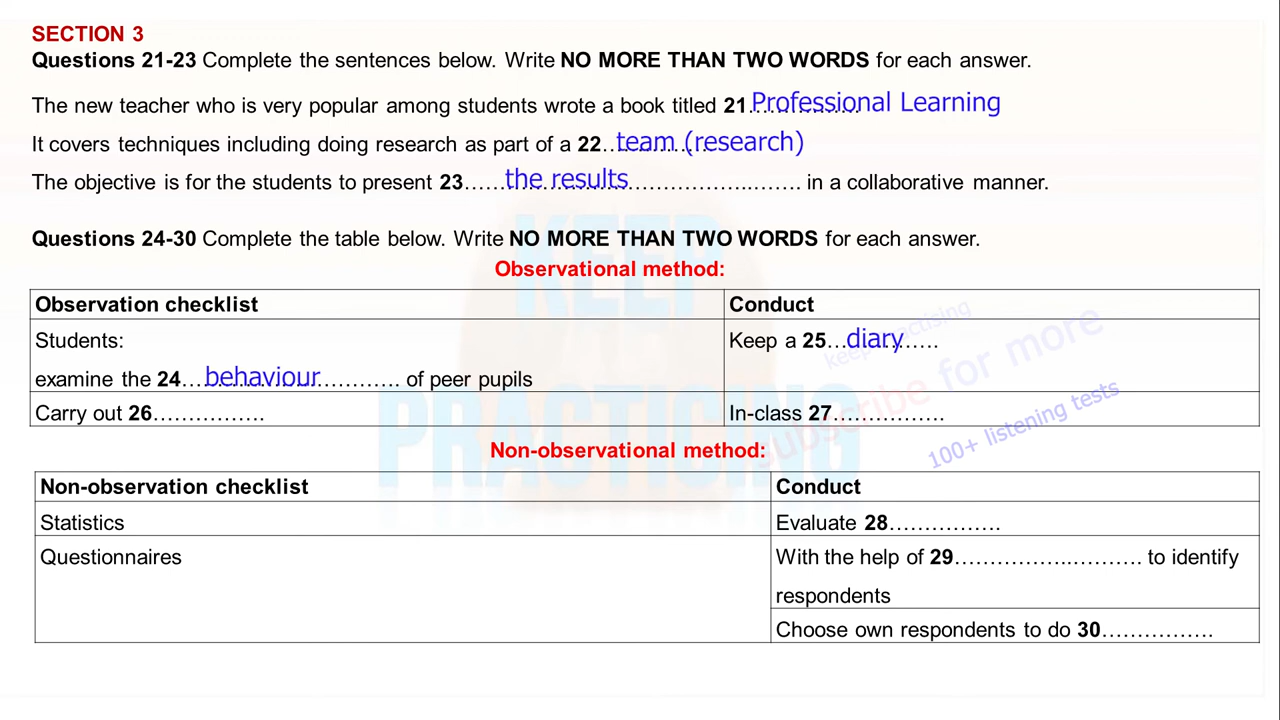 SECTION 3
Questions 21-23 Complete the sentences below. Write NO MORE THAN TWO WORDS for each answer.
The new teacher who is very popular among students wrote a book titled 21.Professional Learning
It covers techniques including doing research as part of a 22..team (research)
The objective is for the students to present 23……the results……………………..……. in a collaborative manner.
Questions 24-30 Complete the table below. Write NO MORE THAN TWO WORDS for each answer.
Observational method:
Observation checklist Conduct
Students: Keep a 25…diary…….
examine the 24…behaviour…………. of peer pupils
Carry out 26……………. In-class 27…………….
Non-observational method:
Non-observation checklist Conduct
Statistics Evaluate 28…………….
Questionnaires With the help of 29……………..………. to identify
respondents
Choose own respondents to do 30…………….
KEEP
PRACTICING
keep practising
subscribe for more
100+ listening tests